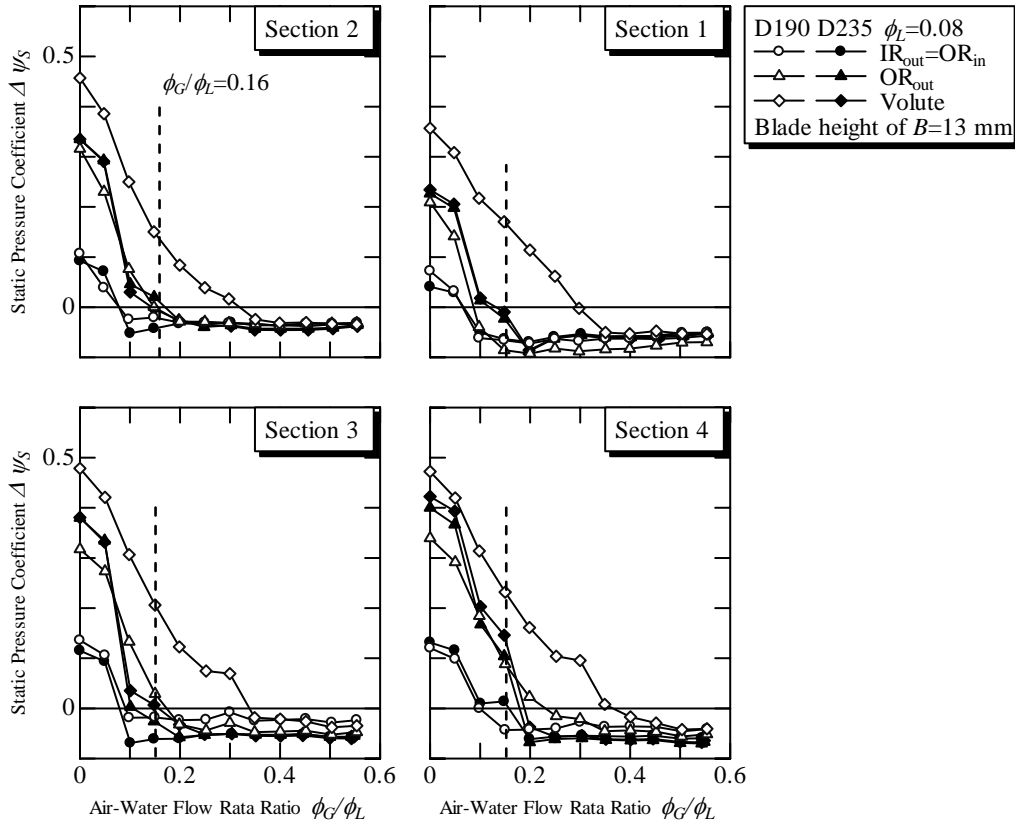 Section 2
Section 1
D190 D235 ϕL=0.08
IRout=ORin
ORout
Volute
Blade height of B=13 mm
0.5
ϕG/ϕL=0.16
0
Static Pressure Coefficient Δ ψS
Section 3
Section 4
0.5
0
Static Pressure Coefficient Δ ψS
0
0.2
0.4
0.6
0
0.2
0.4
0.6
Air-Water Flow Rata Ratio ϕG/ϕL
Air-Water Flow Rata Ratio ϕG/ϕL